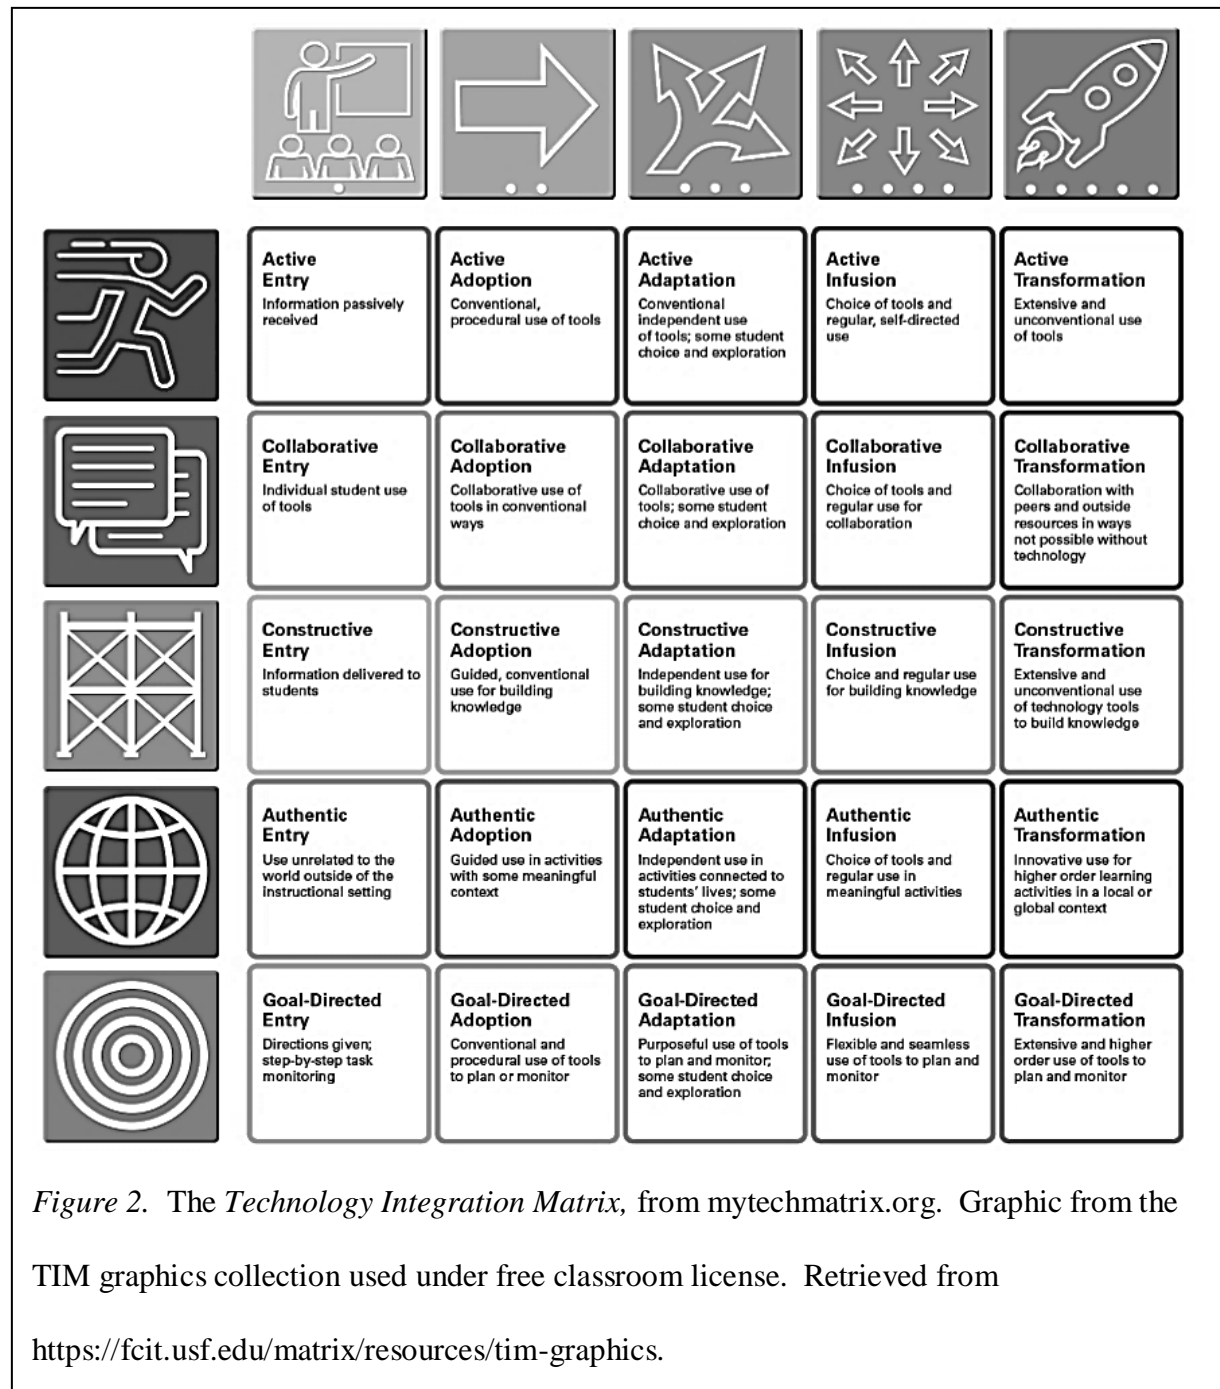 Active
Entry
Information passively
received
Active
Adoption
Conventional,
procedural use of tools
Active
Adaptation
Conventional
independent use
of tools; some student
choice and exploration
Active
Infusion
Choice of tools and
regular, self-directed
use
Active
Transformation
Extensive and
unconventional use
of tools
Collaborative
Entry
Individual student use
of tools
Collaborative
Adoption
Collaborative use of
tools in conventional
ways
Collaborative
Adaptation
Collaborative use of
tools; some student
choice and exploration
Collaborative
Infusion
Choice of tools and
regular use for
collaboration
Collaborative
Transformation
Collaboration with
peers and outside
resources in ways
not possible without
technology
Constructive
Entry
Information delivered to
students
Constructive
Adoption
Guided, conventional
use for building
knowledge
Constructive
Adaptation
Independent use for
building knowledge;
some student choice
and exploration
Constructive
Infusion
Choice and regular use
for building knowledge
Constructive
Transformation
Extensive and
unconventional use
of technology tools
to build knowledge
Authentic
Entry
Use unrelated to the
world outside of the
instructional setting
Authentic
Adoption
Guided use in activities
with some meaningful
context
Authentic
Adaptation
Independent use in
activities connected to
students' lives; some
student choice and
exploration
Authentic
Infusion
Choice of tools and
regular use in
meaningful activities
Authentic
Transformation
Innovative use for
higher order learning
activities in a local or
global context
Goal-Directed
Entry
Directions given;
step-by-step task
monitoring
Goal-Directed
Adoption
Conventional and
procedural use of tools
to plan or monitor
Goal-Directed
Adaptation
Purposeful use of tools
to plan and monitor;
some student choice
and exploration
Goal-Directed
Infusion
Flexible and seamless
use of tools to plan and
monitor
Goal-Directed
Transformation
Extensive and higher
order use of tools to
plan and monitor
Figure 2. The Technology Integration Matrix, from mytechmatrix.org. Graphic from the
TIM graphics collection used under free classroom license. Retrieved from
https://fcit.usf.edu/matrix/resources/tim-graphics.